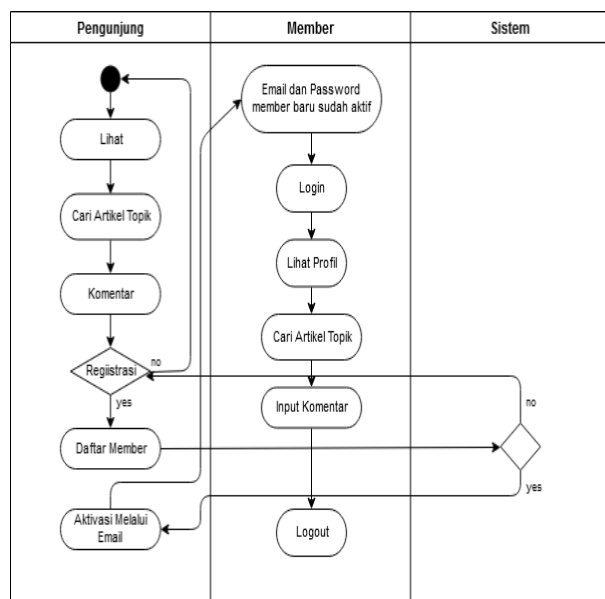 Pengunjung
Member
Sistem
Lihat
Cari Artikel Topik
Komentar
Regiistrasi
no
yes
Daftar Member
Aktivasi Melalui
Email
Email dan Password
member baru sudah aktif
Login
Lihat Profil
Cari Artikel Topik
Input Komentar
Logout
no
yes